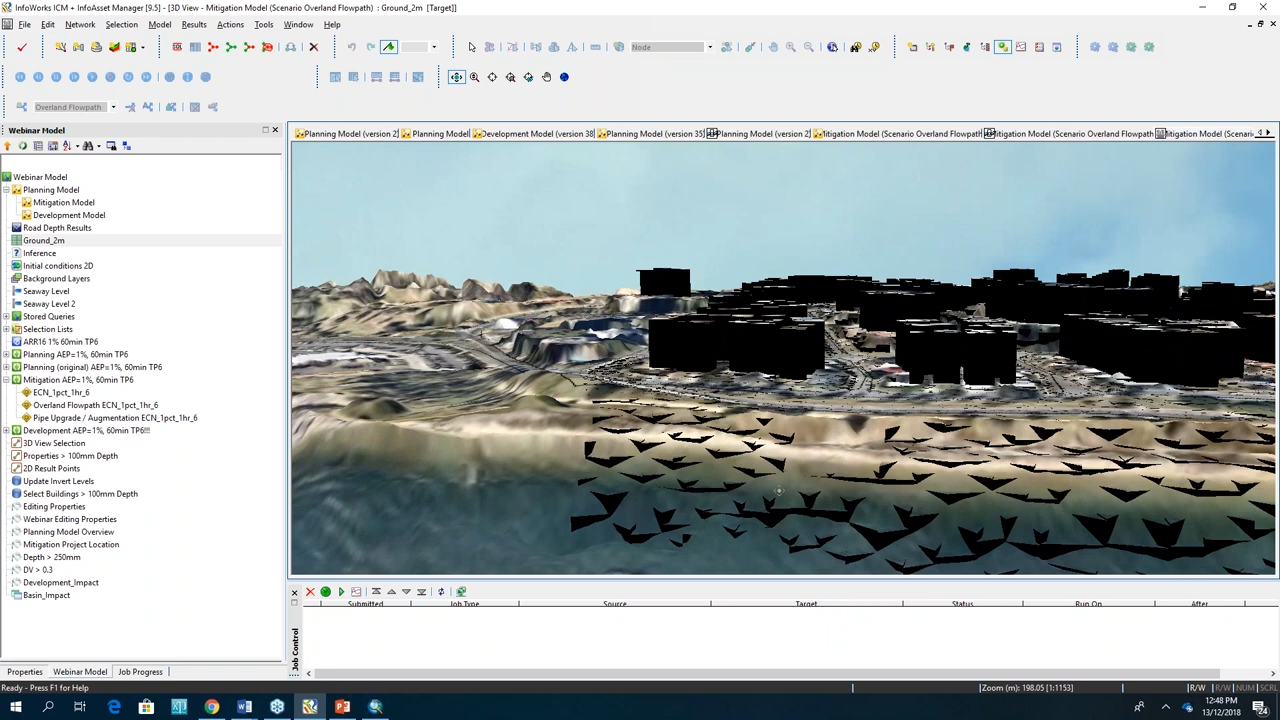 InfoWorks ICM + InfoAsset Manager [9.5] - [3D View - Mitigation Model (Scenario Overland Flowpath)  : Ground_2m  [Target]]
File Edit Network Selection Model Results Actions Tools Window Help
Node
Overland Flowpath
Webinar Model
Planning Model (version 2) Planning Model Development Model (version 38) Planning Model (version 35) Planning Model (version 2) Mitigation Model (Scenario Overland Flowpath) Mitigation Model (Scenario Overland Flowpath) Mitigation Model (Scenari
Webinar Model
Planning Model
Mitigation Model
Development Model
Road Depth Results
Ground_2m
Inference
Initial conditions 2D
Background Layers
Seaway Level
Seaway Level 2
Stored Queries
Selection Lists
ARR16 1% 60min TP6
Planning AEP=1%, 60min TP6
Planning (original) AEP=1%, 60min TP6
Mitigation AEP=1%, 60min TP6
ECN_1pct_1hr_6
Overland Flowpath ECN_1pct_1hr_6
Pipe Upgrade / Augmentation ECN_1pct_1hr_6
Development AEP=1%, 60min TP6!!!
3D View Selection
Properties > 100mm Depth
2D Result Points
Update Invert Levels
Select Buildings > 100mm Depth
Editing Properties
Webinar Editing Properties
Planning Model Overview
Mitigation Project Location
Depth > 250mm
DV > 0.3
Development_Impact
Basin_Impact
Submitted Job Type Source Target Status Run On After
Job Control
Properties Webinar Model Job Progress
Ready - Press F1 for Help Zoom (m): 198.05 [1:1153] R/W R/W NUM SCRL
12:48 PM
13/12/2018
24